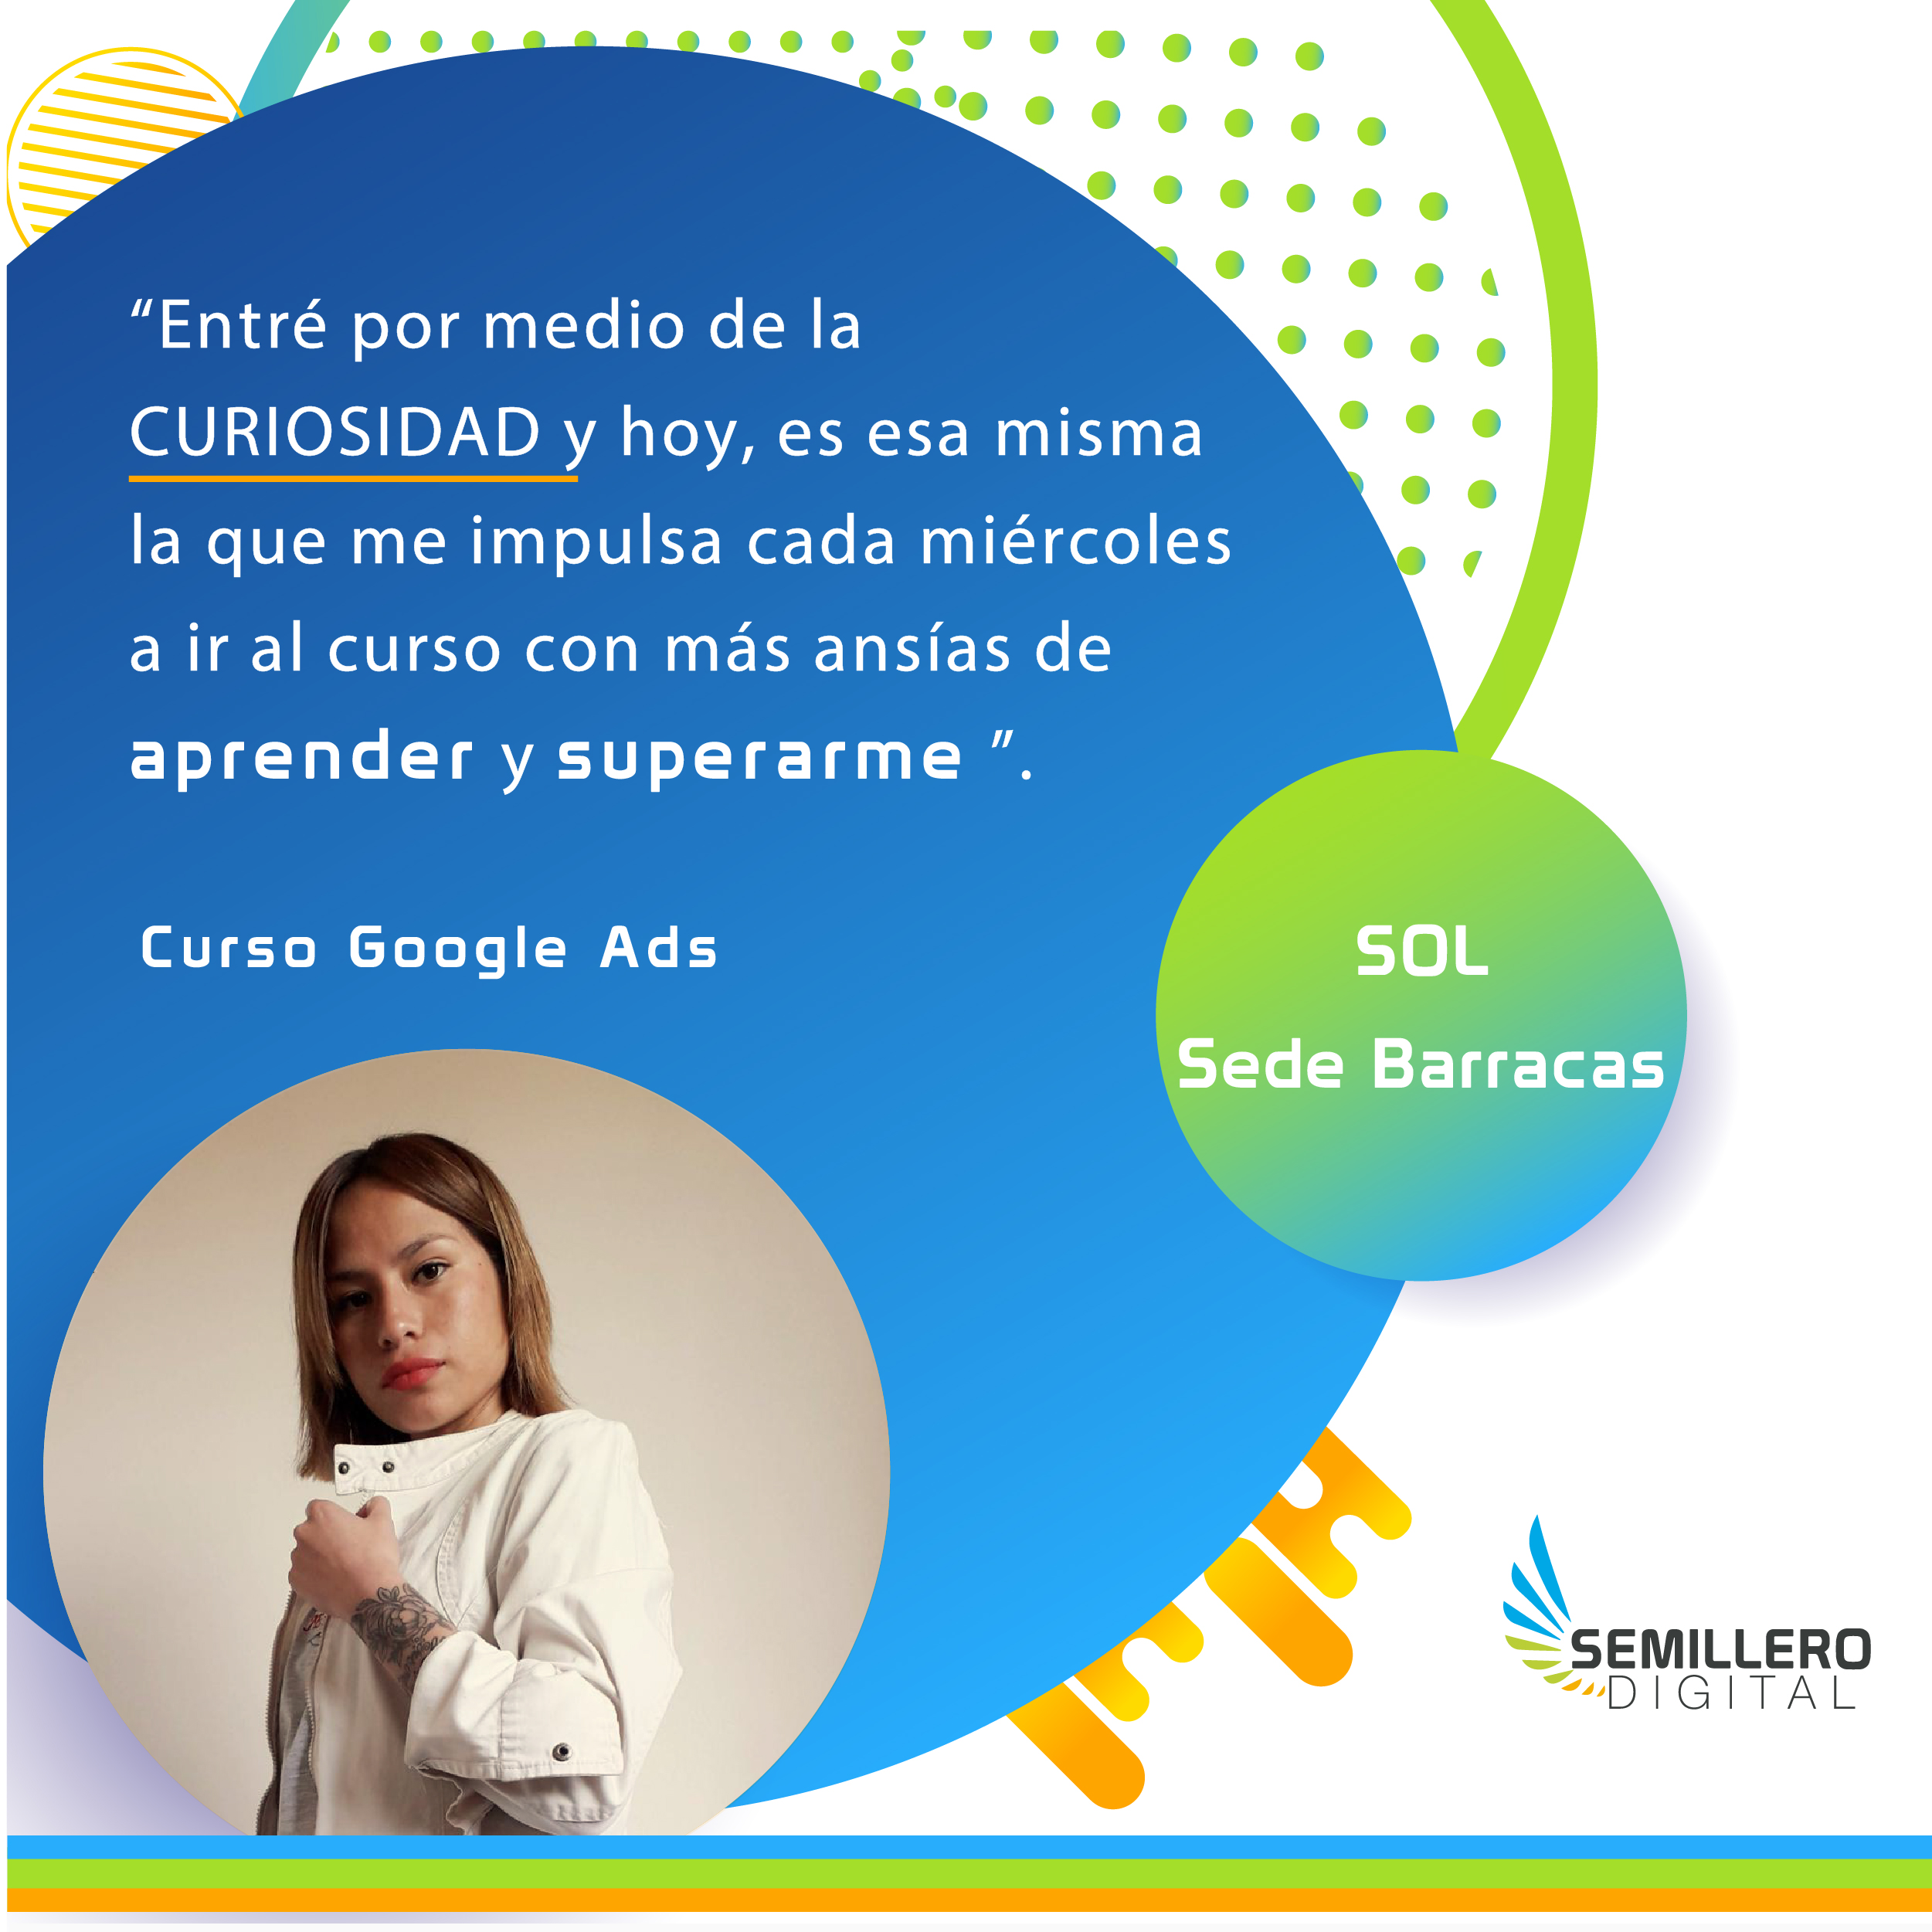 “Entré por medio de la
CURIOSIDAD y hoy, es esa misma
la que me impulsa cada miércoles
a ir al curso con más ansías de
aprender y superarme ”.
Curso Google Ads
SOL
Sede Barracas
SEMILLERO
DIGITAL